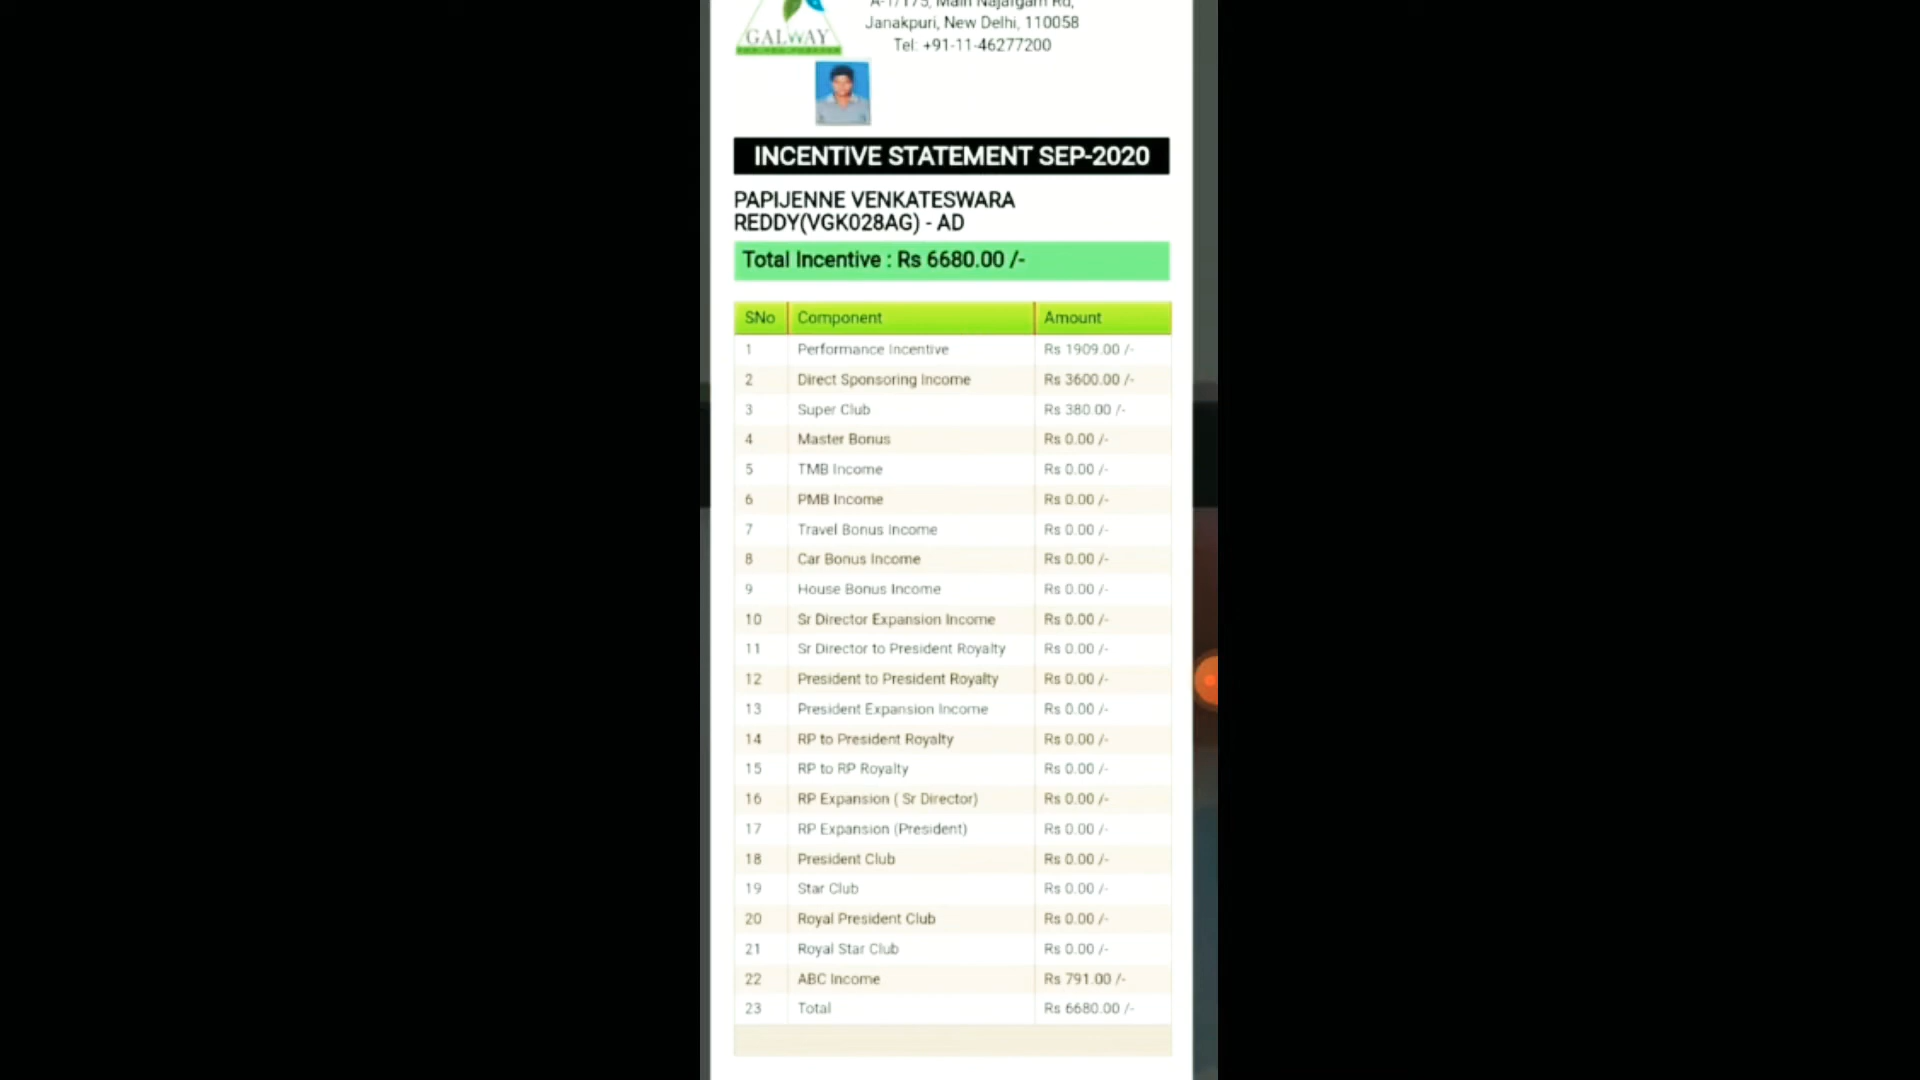 A-1/175, Main Najafgarh Rd,
Janakpuri, New Delhi, 110058
Tel: +91-11-46277200
GALWAY
INCENTIVE STATEMENT SEP-2020
PAPIJENNE VENKATESWARA
REDDY(VGK028AG) - AD
Total Incentive : Rs 6680.00 /-
SNo Component Amount
1 Performance Incentive Rs 1909.00 /-
2 Direct Sponsoring Income Rs 3600.00 /-
3 Super Club Rs 380.00 /-
4 Master Bonus Rs 0.00 /-
5 TMB Income Rs 0.00 /-
6 PMB Income Rs 0.00 /-
7 Travel Bonus Income Rs 0.00 /-
8 Car Bonus Income Rs 0.00 /-
9 House Bonus Income Rs 0.00 /-
10 Sr Director Expansion Income Rs 0.00 /-
11 Sr Director to President Royalty Rs 0.00 /-
12 President to President Royalty Rs 0.00 /-
13 President Expansion Income Rs 0.00 /-
14 RP to President Royalty Rs 0.00 /-
15 RP to RP Royalty Rs 0.00 /-
16 RP Expansion ( Sr Director) Rs 0.00 /-
17 RP Expansion (President) Rs 0.00 /-
18 President Club Rs 0.00 /-
19 Star Club Rs 0.00 /-
20 Royal President Club Rs 0.00 /-
21 Royal Star Club Rs 0.00 /-
22 ABC Income Rs 791.00 /-
23 Total Rs 6680.00 /-